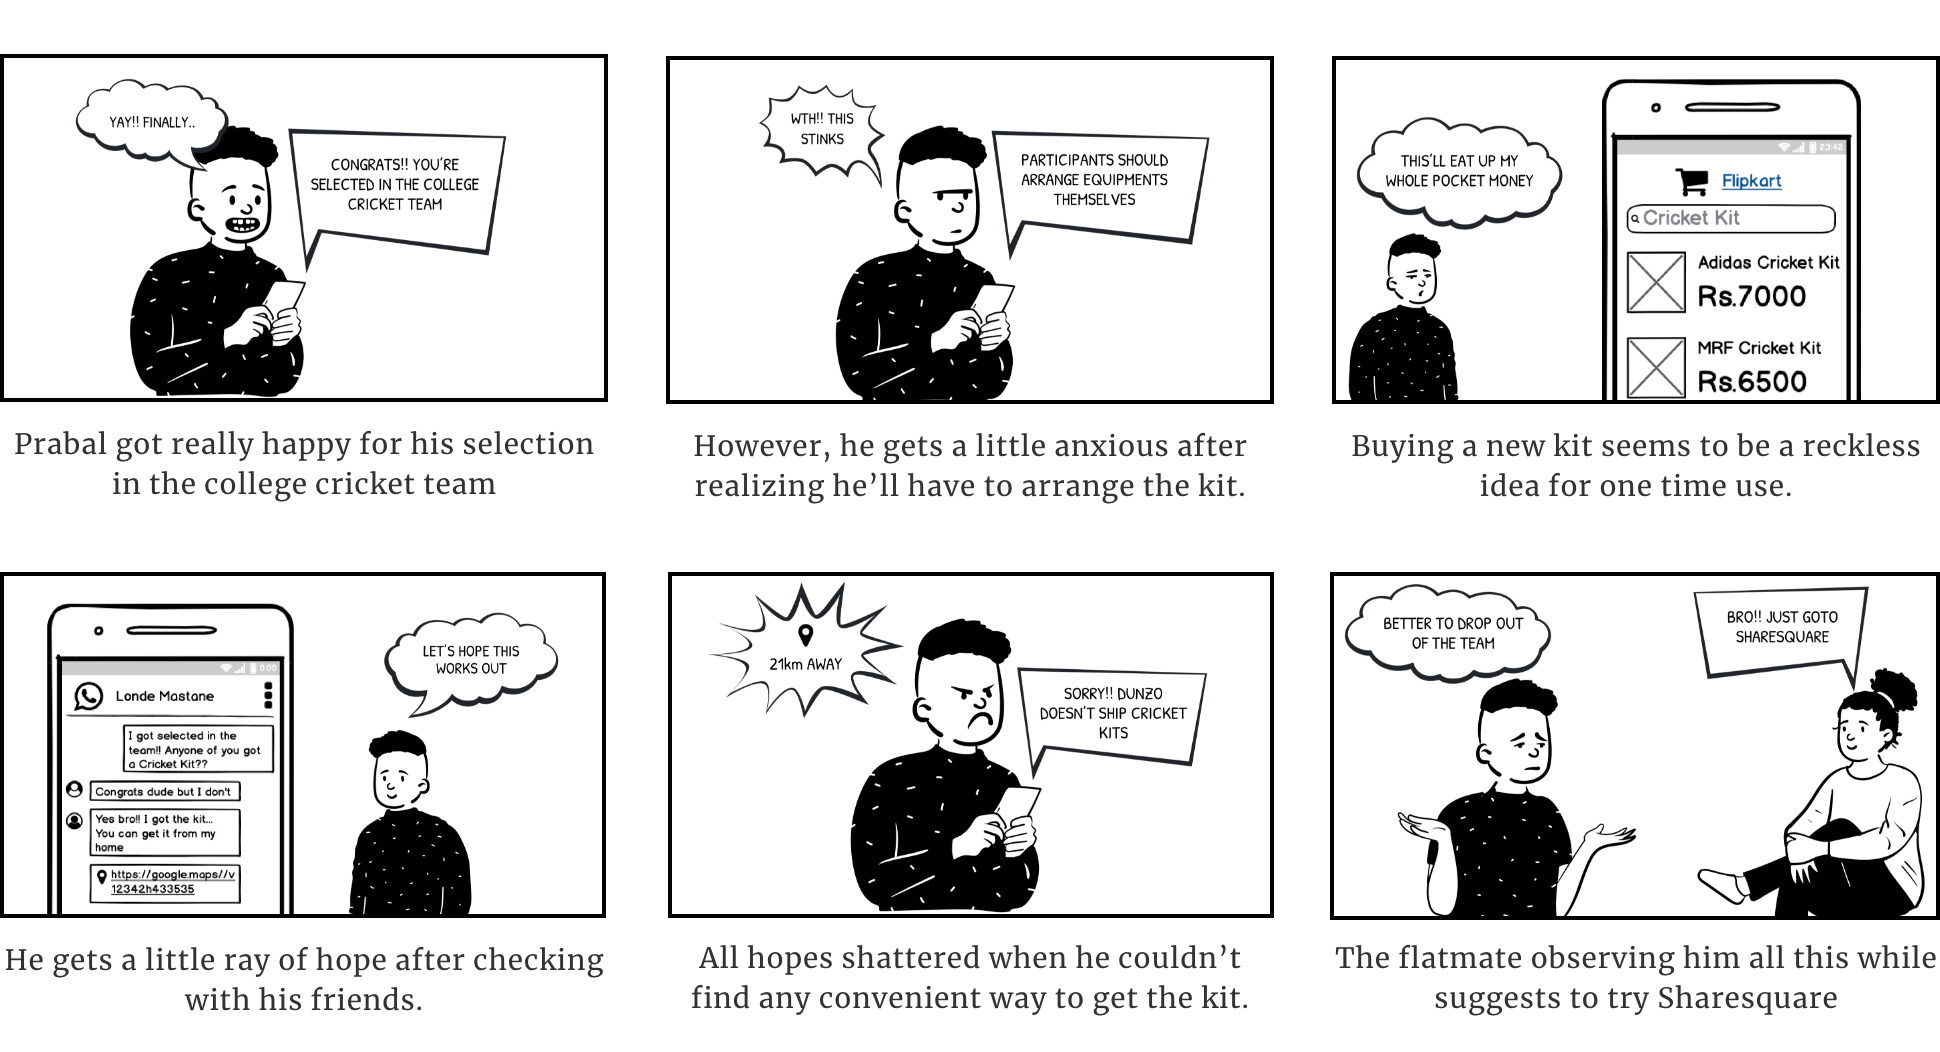 YAY!! FINALLY..
CONGRATS!! YOU'RE
SELECTED IN THE COLLEGE
CRICKET TEAM
Prabal got really happy for his selection
in the college cricket team
WTH!! THIS
STINKS
PARTICIPANTS SHOULD
ARRANGE EQUIPMENTS
THEMSELVES
However, he gets a little anxious after
realizing he’ll have to arrange the kit.
THIS'LL EAT UP MY
WHOLE POCKET MONEY
23:42
Flipkart
Cricket Kit
Adidas Cricket Kit
Rs.7000
MRF Cricket Kit
Rs.6500
Buying a new kit seems to be a reckless
idea for one time use.
0:00
Londe Mastane
I got selected in the
team!! Anyone of you got
a Cricket Kit??
Congrats dude but I don't
Yes bro!! I got the kit...
You can get it from my
home
https://google.maps//v
12342h433535
LET'S HOPE THIS
WORKS OUT
He gets a little ray of hope after checking
with his friends.
21km AWAY
SORRY!! DUNZO
DOESN'T SHIP CRICKET
KITS
All hopes shattered when he couldn’t
find any convenient way to get the kit.
BETTER TO DROP OUT
OF THE TEAM
BRO!! JUST GOTO
SHARESQUARE
The flatmate observing him all this while
suggests to try Sharesquare